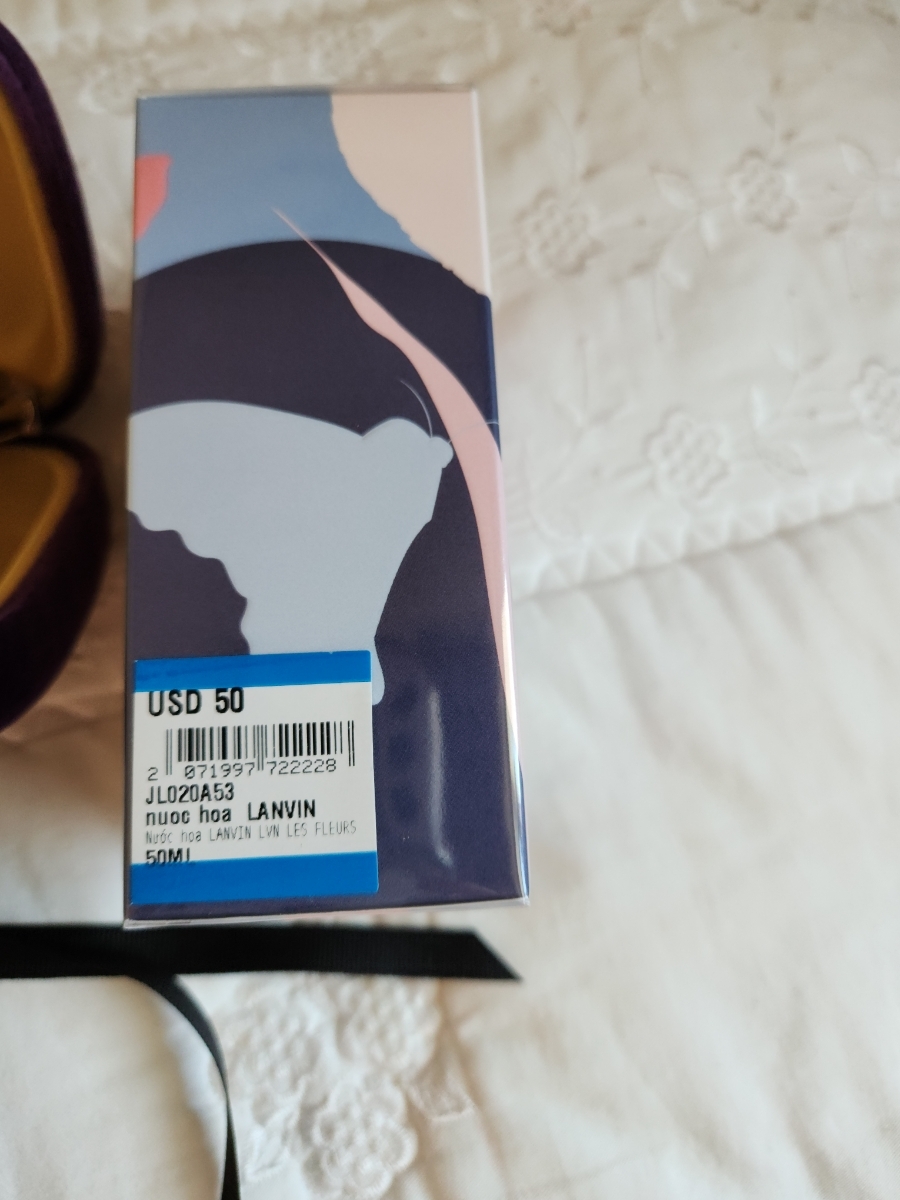 USD 50
2 071997 722228
JL020A53
nuoc hoa LANVIN
Nước hoa LANVIN LVN LES FLEURS
50ML